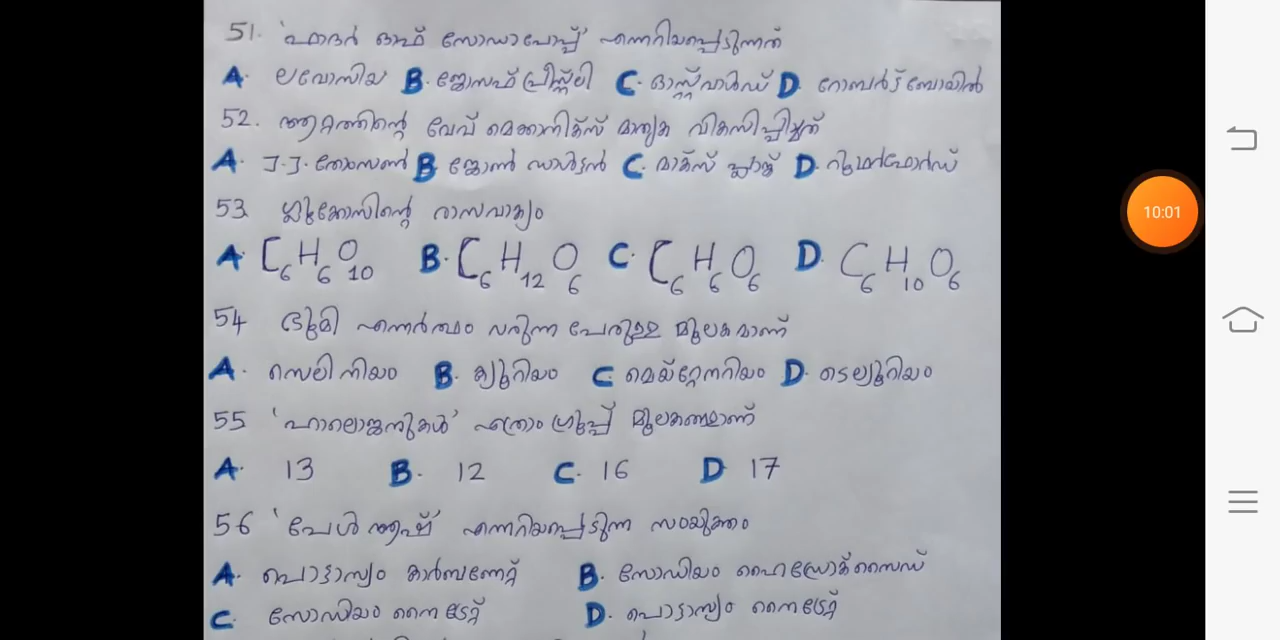 51. 'ഫാദർ ഓഫ് സോഡാപോപ്പ്' എന്നറിയപ്പെടുന്നത്
A. ലവോസിയ B. ജോസഫ് പ്രീസ്റ്റ്ലി C. ഓസ്റ്റ്വാൾഡ് D. റോബർട്ട് ബോയിൽ
52. ആറ്റത്തിന്റെ വേവ് മെക്കാനിക്സ് മാതൃക വികസിപ്പിച്ചത്
A. J.J. തോംസൺ B. ജോൺ ഡാൾട്ടൻ C. മാക്സ് പ്ലാങ്ക് D. റൂഥർഫോർഡ്
53 ഗ്ലൂക്കോസിന്റെ രാസവാക്യം
A. C₆H₆O₁₀ B. C₆H₁₂O₆ C. C₆H₆O₆ D. C₆H₁₀O₆
54 ഭൂമി എന്നർത്ഥം വരുന്ന പേരുള്ള മൂലകമാണ്
A. സെലിനിയം B. ക്യൂറിയം C മെയ്റ്റേനറിയം D. ടെല്യൂറിയം
55 'ഹാലൊജനുകൾ' എത്രാം ഗ്രൂപ്പ് മൂലകങ്ങളാണ്
A. 13 B. 12 C. 16 D 17
56 'പേൾ ആഷ്' എന്നറിയപ്പെടുന്ന സംയുക്തം
A. പൊട്ടാസ്യം കാർബണേറ്റ് B. സോഡിയം ഹൈഡ്രോക്സൈഡ്
C. സോഡിയം നൈട്രേറ്റ് D. പൊട്ടാസ്യം നൈട്രേറ്റ്
10:01